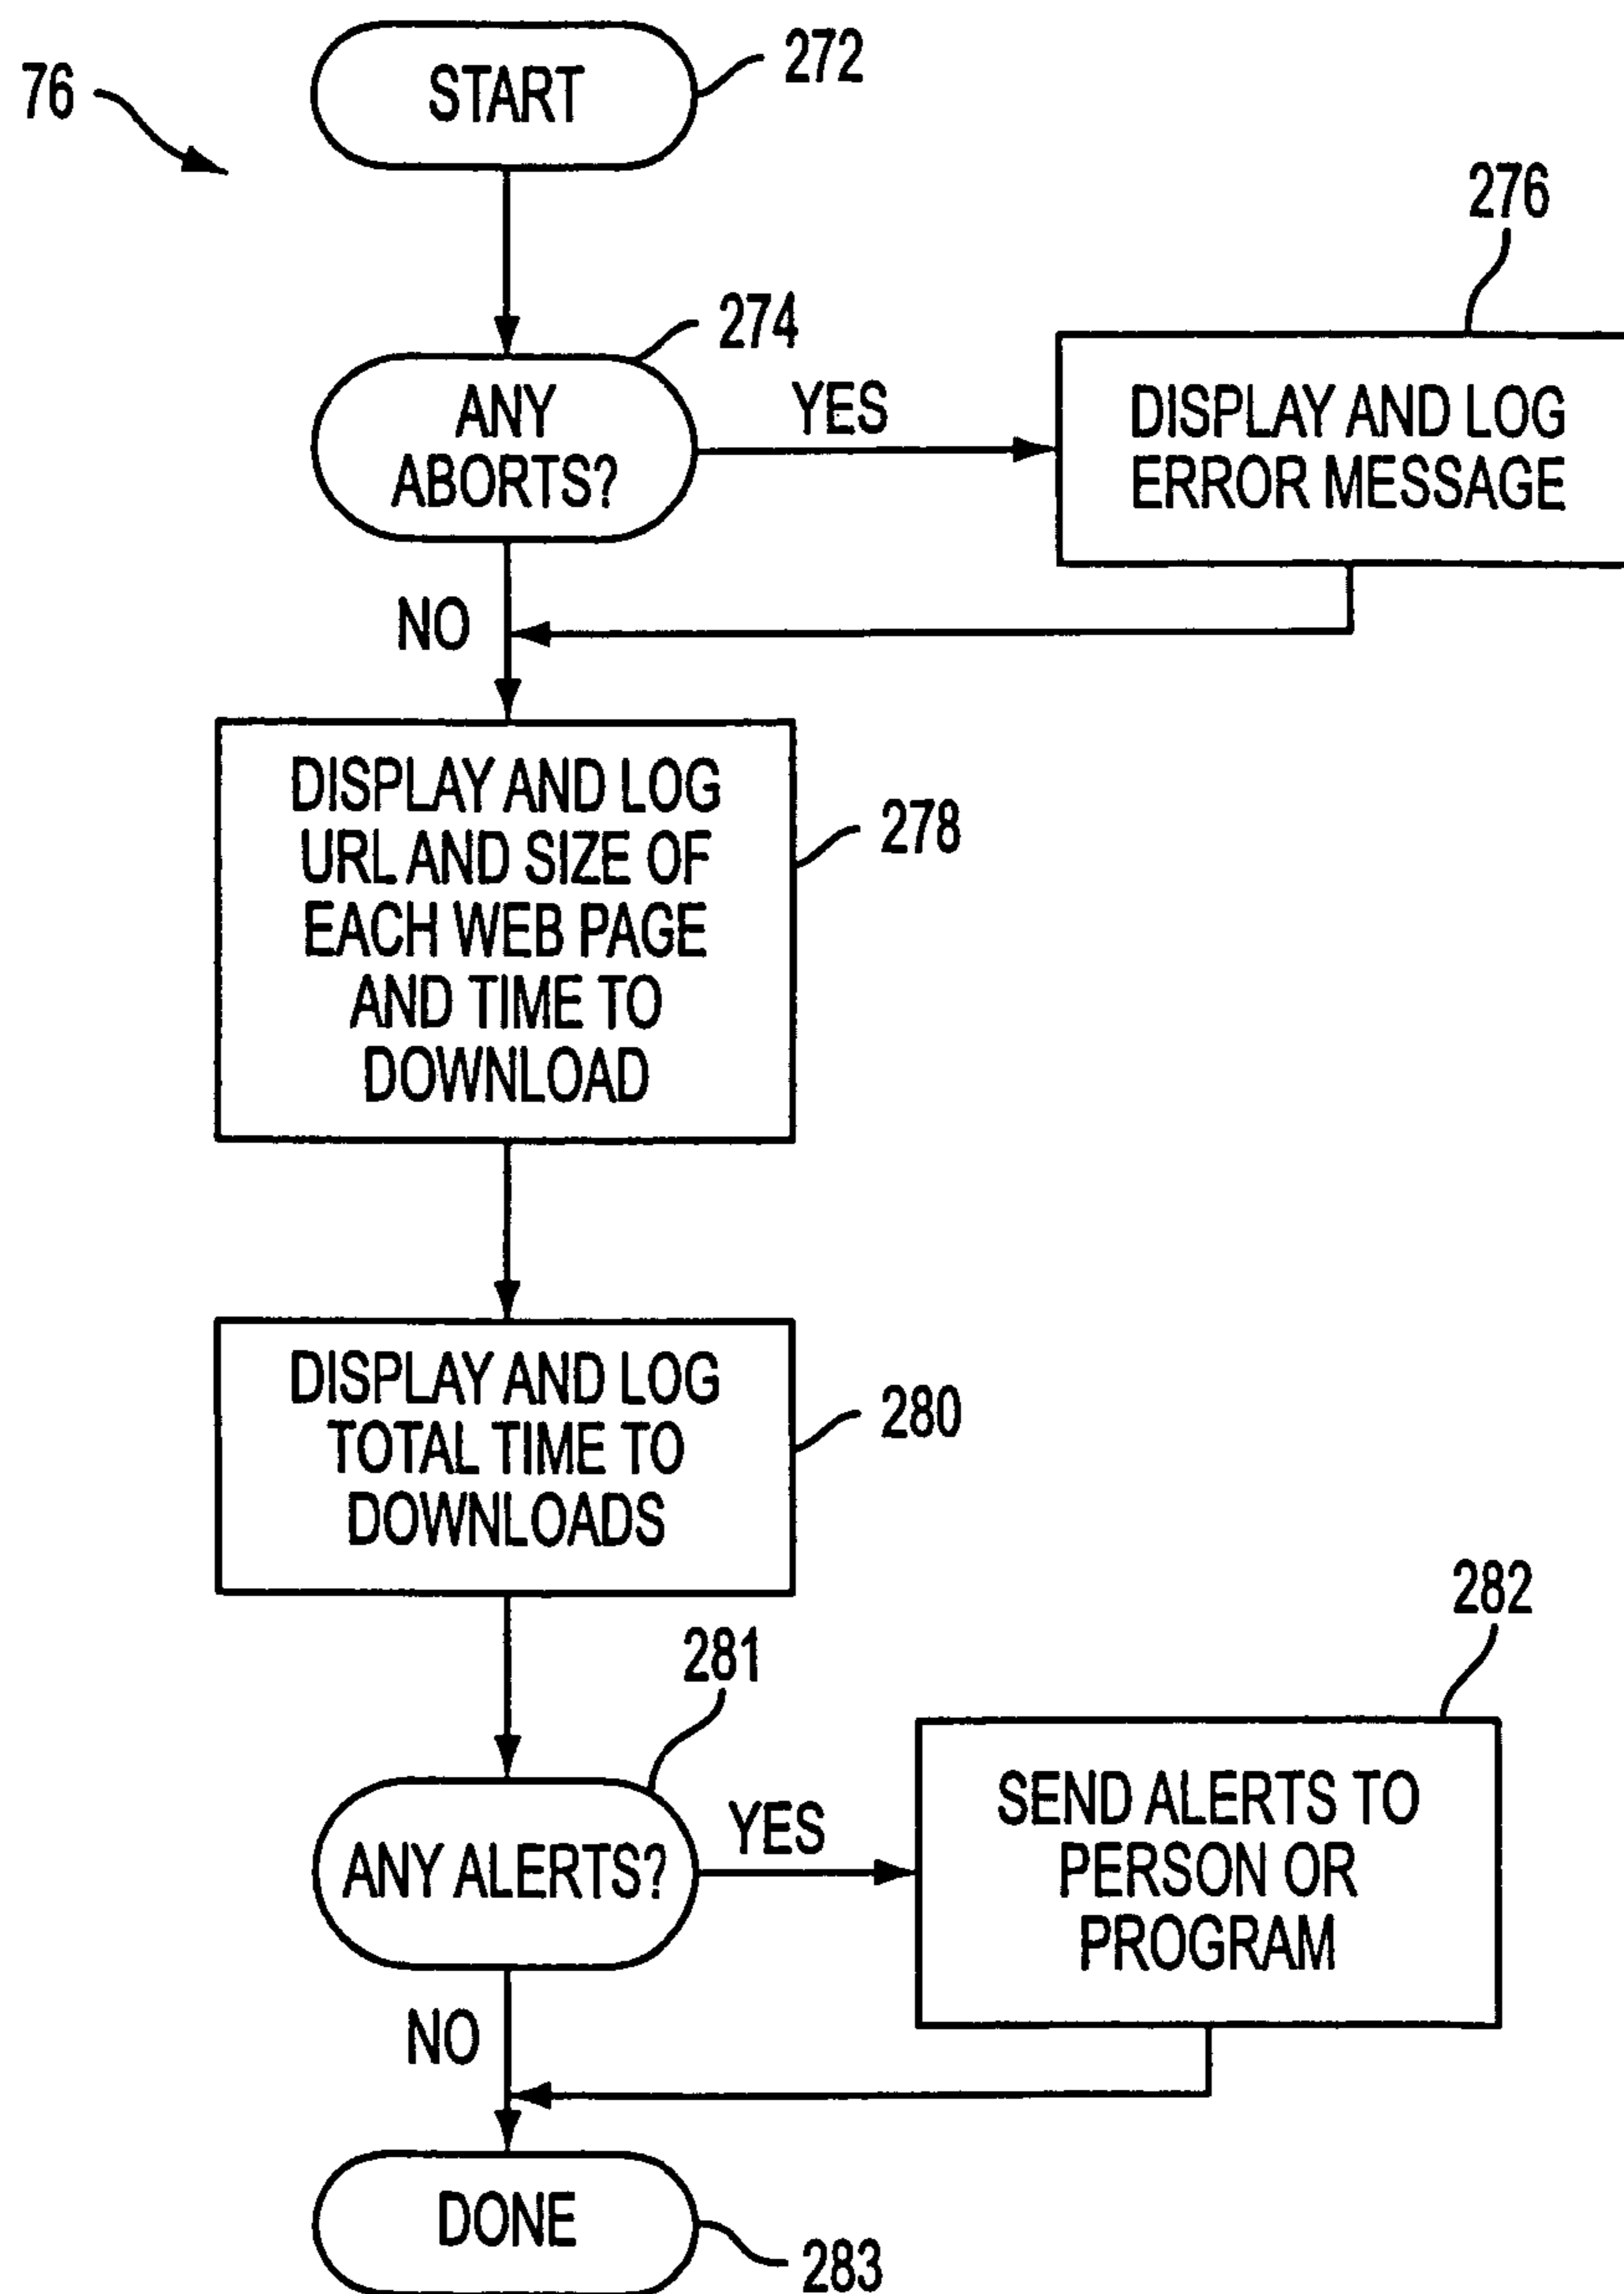 76
START
272
276
274
ANY
ABORTS?
YES
DISPLAY AND LOG
ERROR MESSAGE
NO
DISPLAY AND LOG
URL AND SIZE OF
EACH WEB PAGE
AND TIME TO
DOWNLOAD
278
DISPLAY AND LOG
TOTAL TIME TO
DOWNLOADS
280
281
282
ANY ALERTS?
YES
SEND ALERTS TO
PERSON OR
PROGRAM
NO
DONE
283